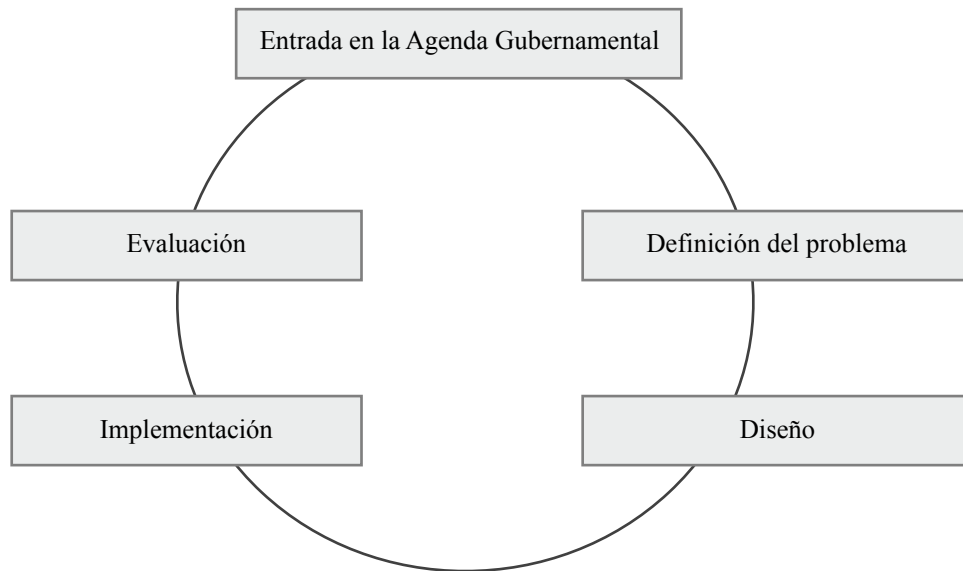 Entrada en la Agenda Gubernamental
Evaluación
Definición del problema
Implementación
Diseño